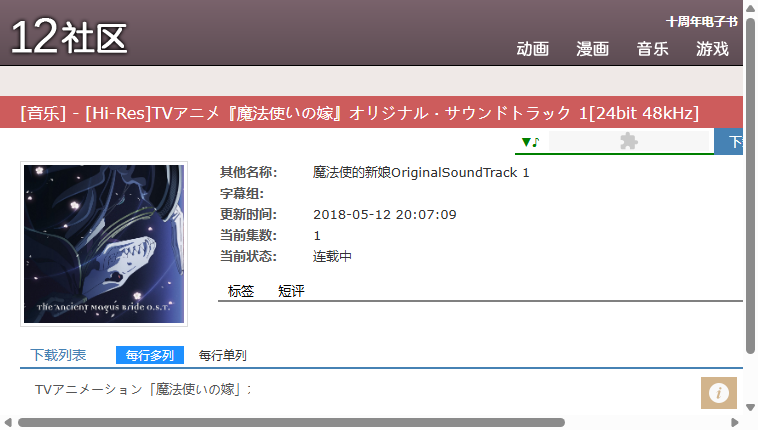 12社区
十周年电子书
动画 漫画 音乐 游戏
[音乐] - [Hi-Res]TVアニメ『魔法使いの嫁』オリジナル・サウンドトラック 1[24bit 48kHz]
▼♪
其他名称: 魔法使的新娘OriginalSoundTrack 1
字幕组:
更新时间: 2018-05-12 20:07:09
当前集数: 1
当前状态: 连载中
The Ancient Magus Bride O.S.T.
标签 短评
下载列表 每行多列 每行单列
TVアニメーション「魔法使いの嫁」